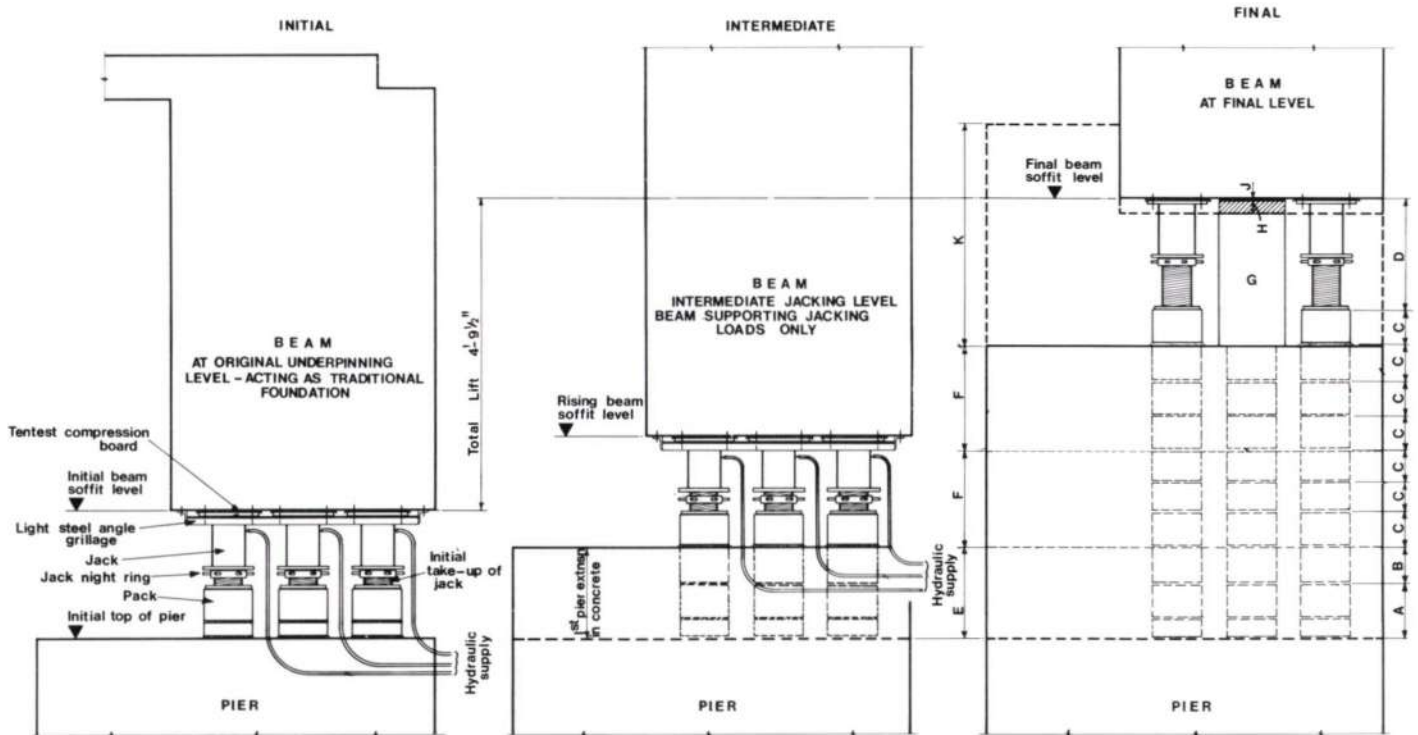 INITIAL
BEAM
AT ORIGINAL UNDERPINNING
LEVEL - ACTING AS TRADITIONAL
FOUNDATION
Tentest compression
board
Initial beam
soffit level
Light steel angle
grillage
Jack
Jack night ring
Pack
Initial top of pier
Initial
take-up of
jack
Hydraulic
supply
PIER
INTERMEDIATE
Total Lift 4'-9½"
BEAM
INTERMEDIATE JACKING LEVEL
BEAM SUPPORTING JACKING
LOADS ONLY
Rising beam
soffit level
1st pier extnsn
in concrete
Hydraulic
supply
PIER
FINAL
BEAM
AT FINAL LEVEL
Final beam
soffit level
J
H
G
K
F
F
E
D
C
C
C
C
C
C
C
B
A
PIER